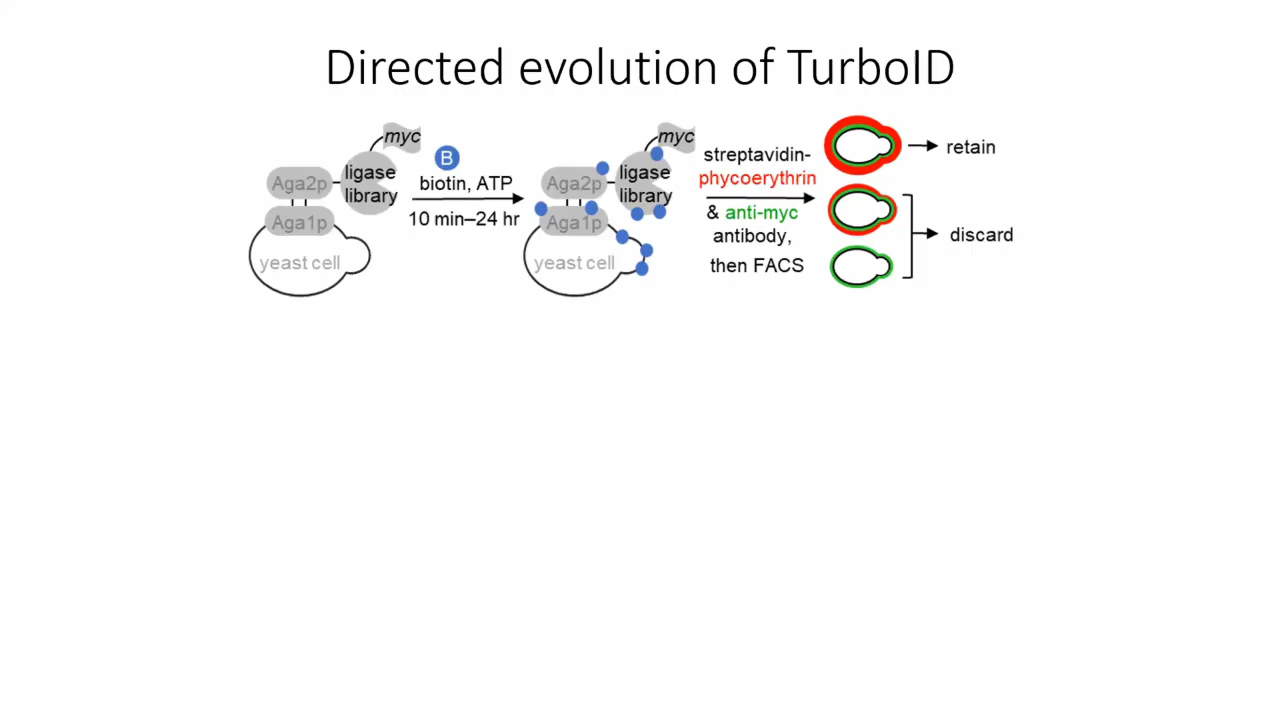 Directed evolution of TurboID
myc
Aga2p
ligase
library
Aga1p
yeast cell
B
biotin, ATP
10 min–24 hr
myc
Aga2p
ligase
library
Aga1p
yeast cell
streptavidin-
phycoerythrin
& anti-myc
antibody,
then FACS
retain
discard